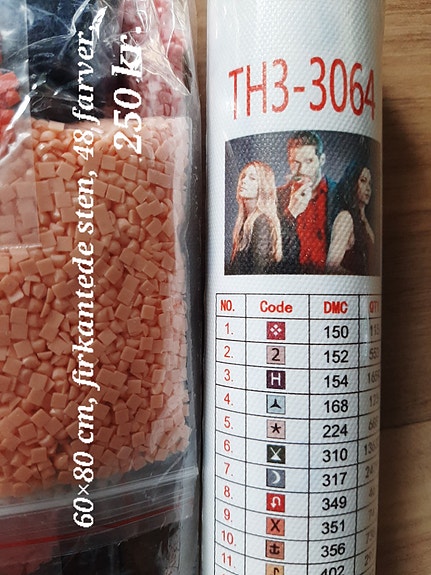 60×80 cm, firkantede sten, 48 farver,
250 kr.
TH3-3064
NO. Code DMC
1. 150
2. 2 152
3. H 154
4. 168
5. 224
6. 310
7. 317
8. 349
9. X 351
10. 356
11. 402